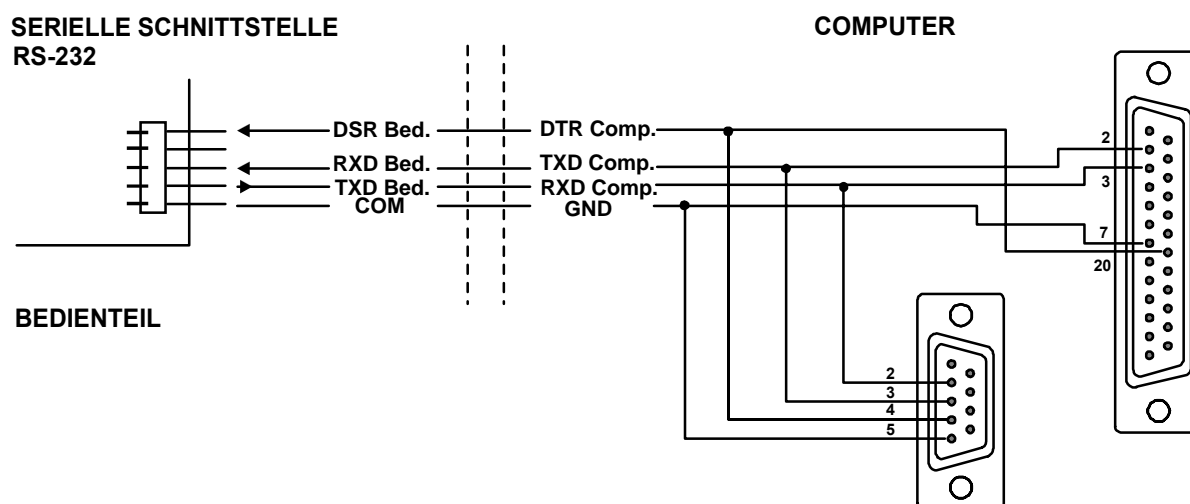 SERIELLE SCHNITTSTELLE
RS-232
COMPUTER
DSR Bed. DTR Comp.
RXD Bed. TXD Comp.
TXD Bed. RXD Comp.
COM GND
2
3
7
20
BEDIENTEIL
2
3
4
5